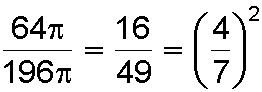 64π/196π = 16/49 = (4/7)²